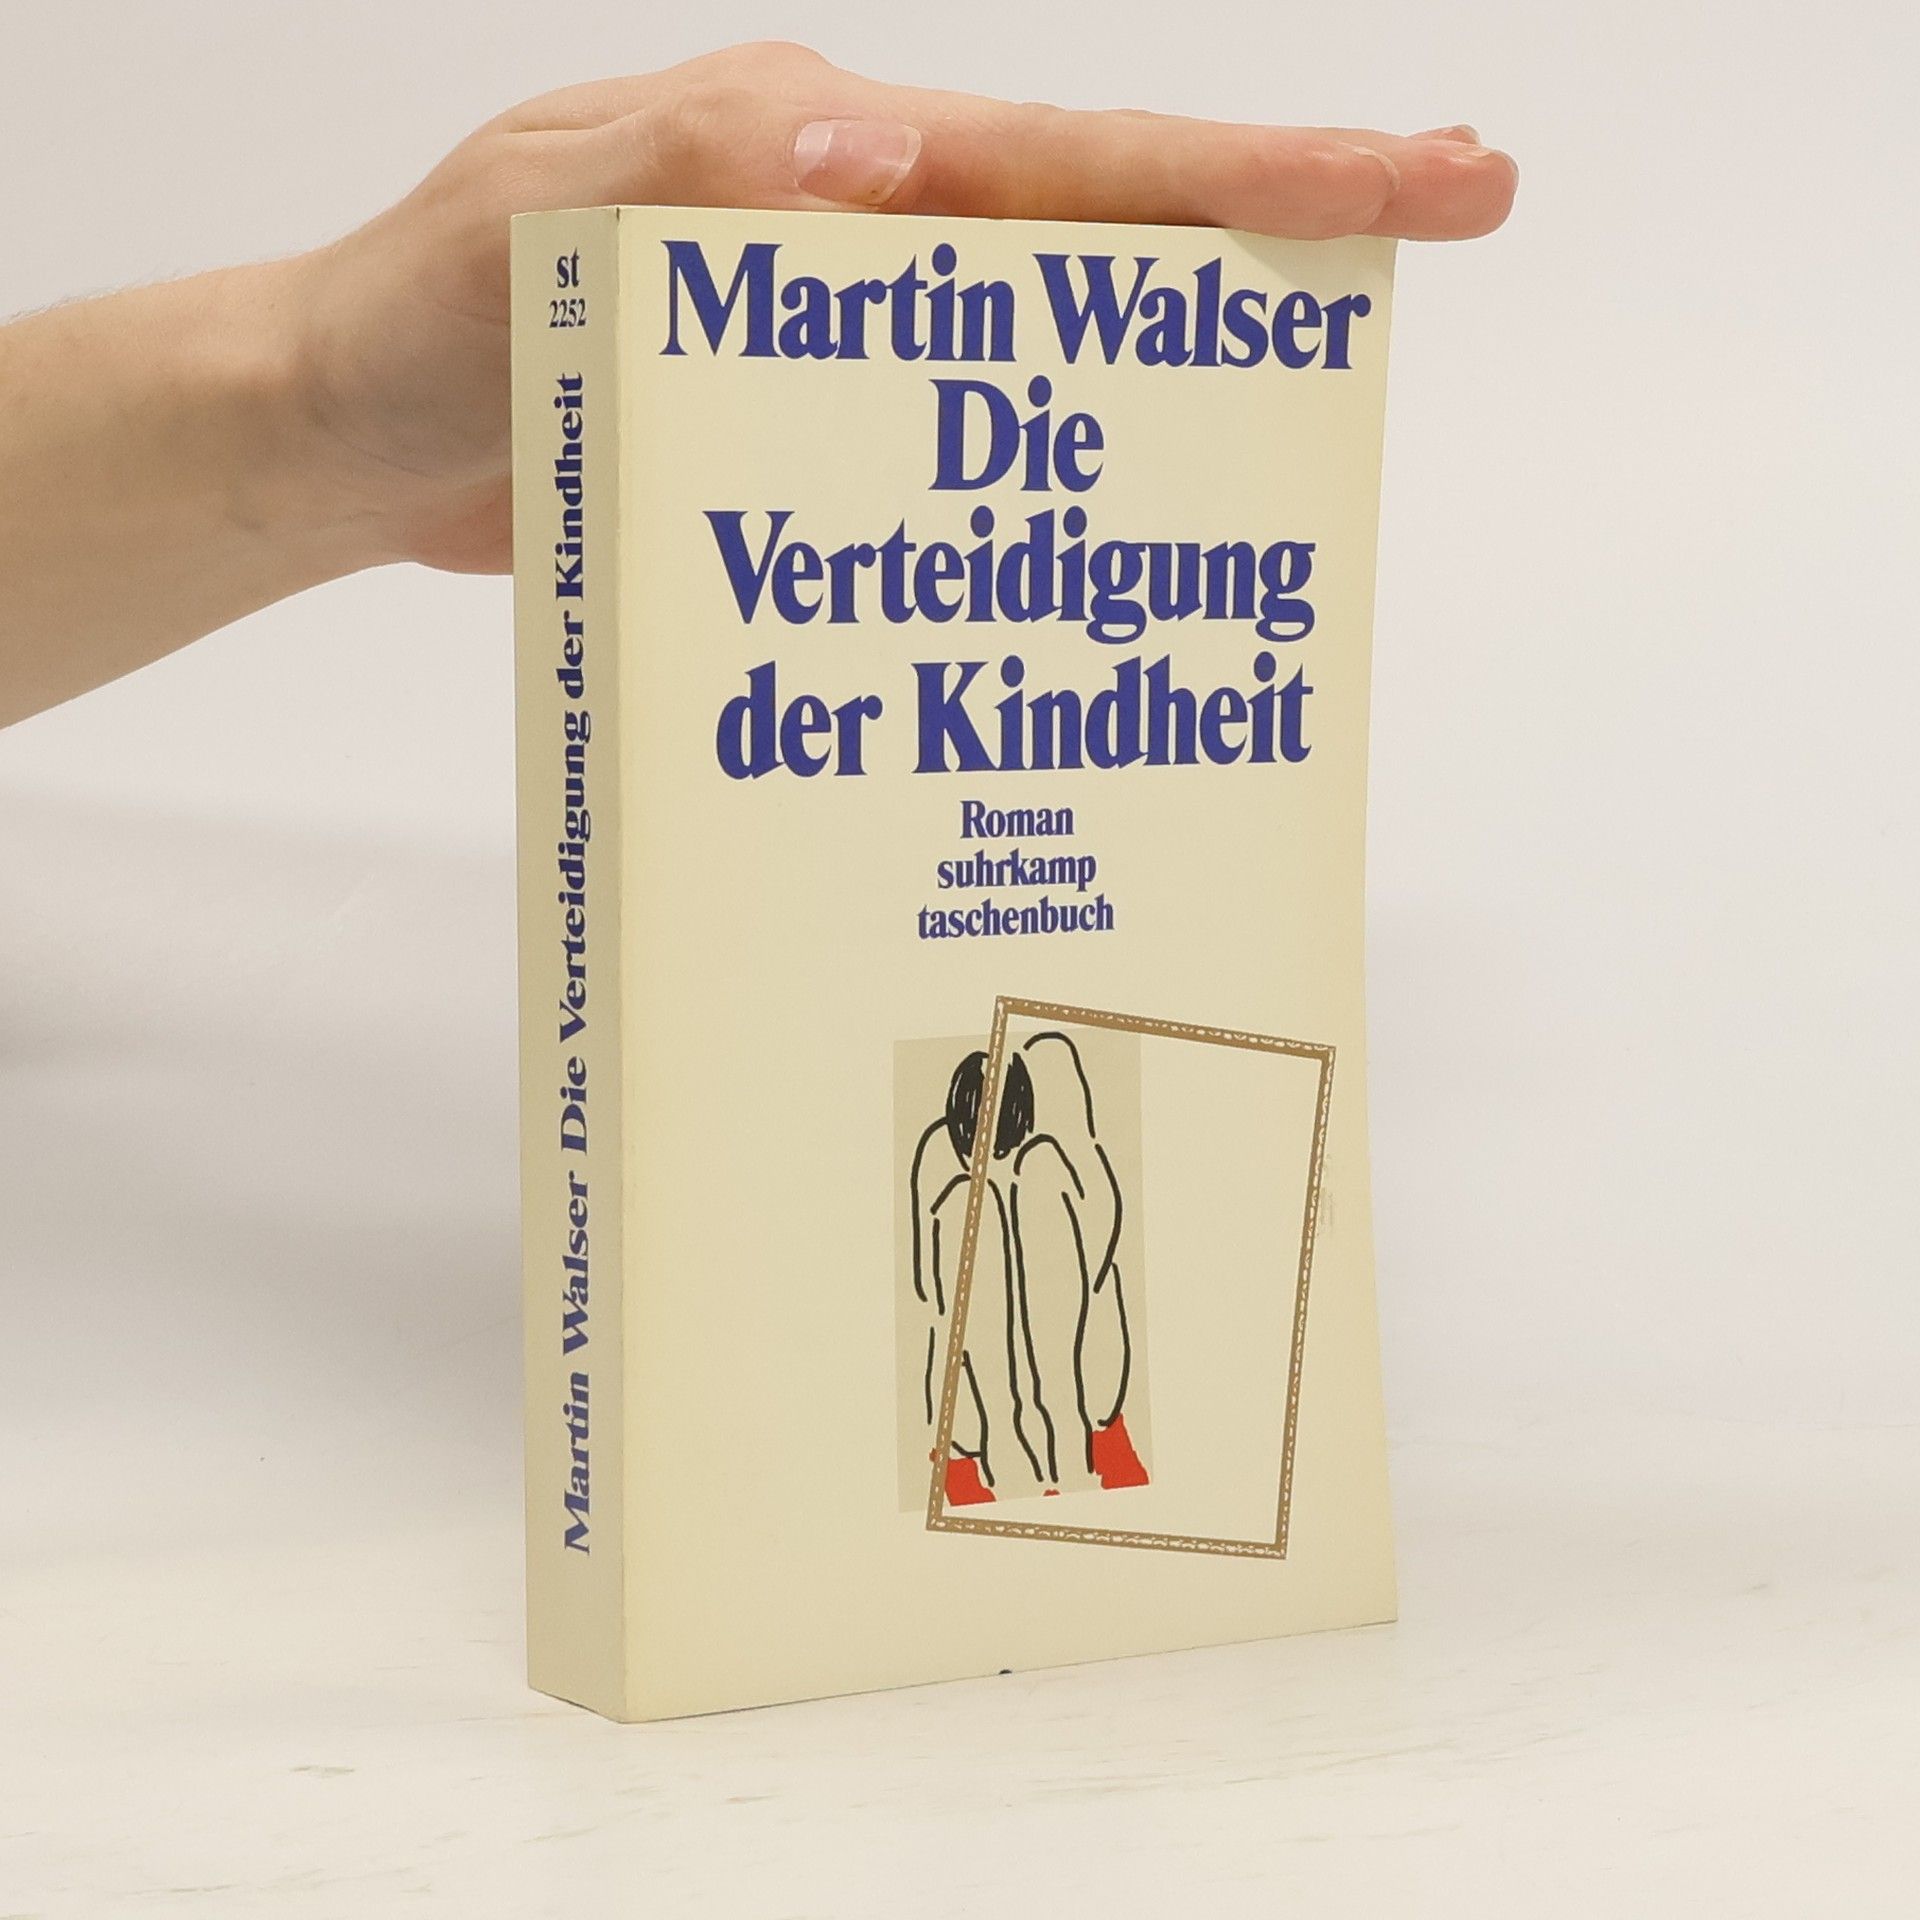 st
2252
Martin Walser Die Verteidigung der Kindheit
Martin Walser
Die
Verteidigung
der Kindheit
Roman
suhrkamp
taschenbuch